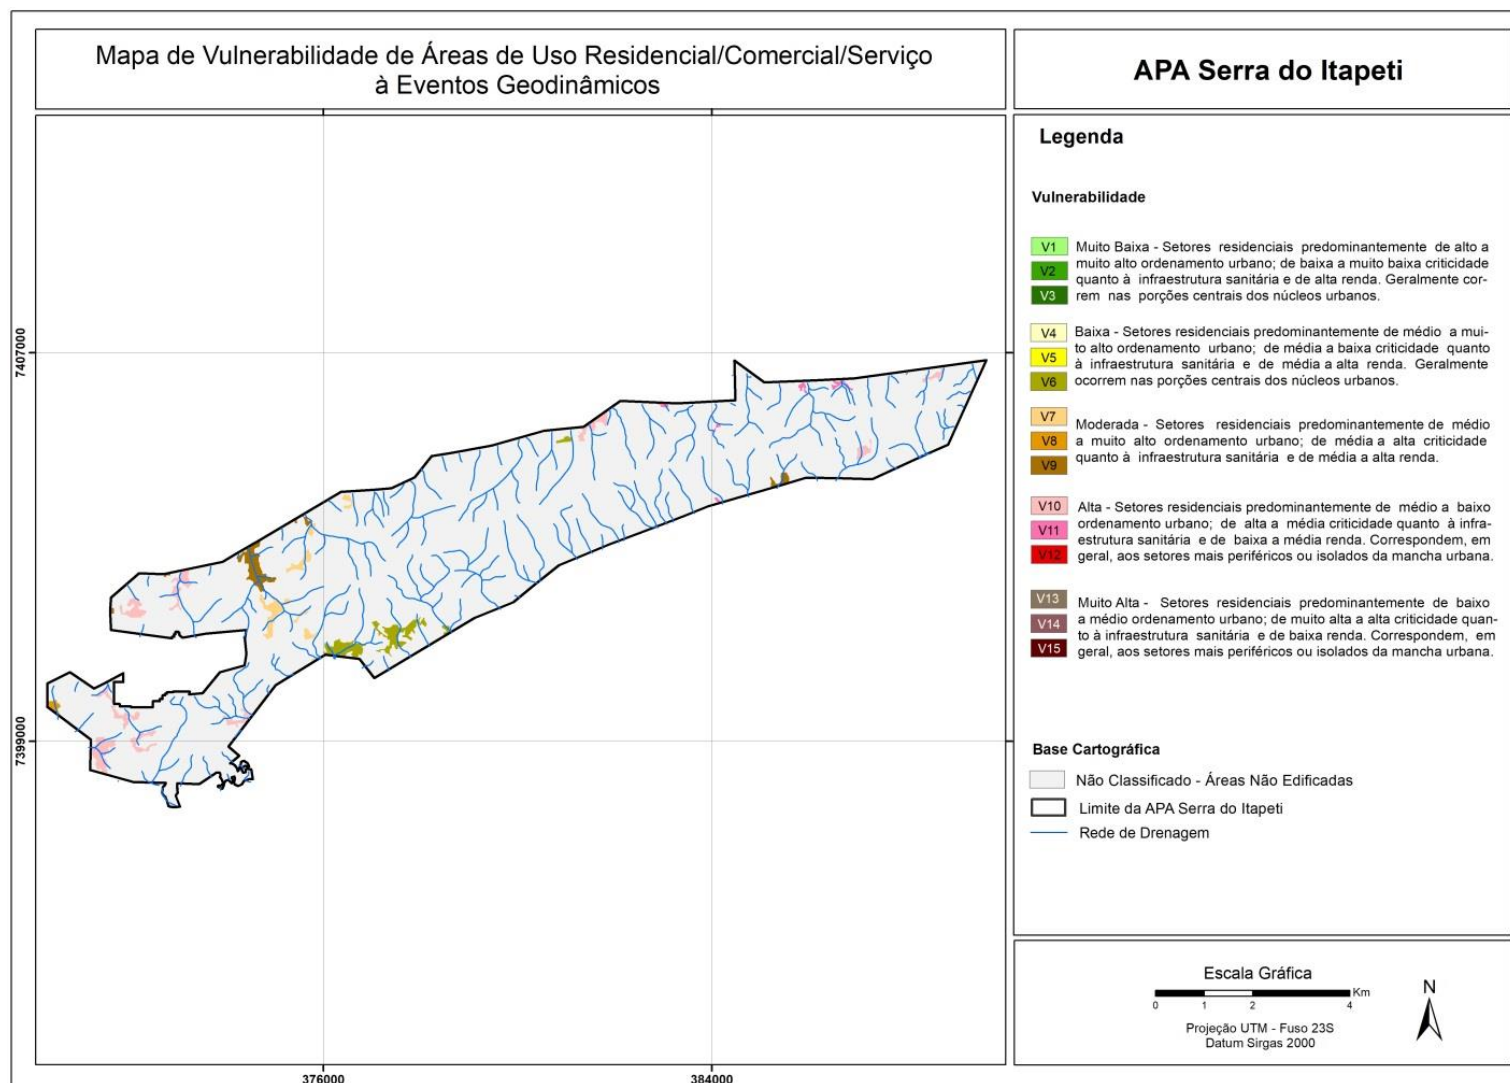 Mapa de Vulnerabilidade de Áreas de Uso Residencial/Comercial/Serviço
à Eventos Geodinâmicos
APA Serra do Itapeti
Legenda
Vulnerabilidade
V1
V2
V3
Muito Baixa - Setores residenciais predominantemente de alto a
muito alto ordenamento urbano; de baixa a muito baixa criticidade
quanto à infraestrutura sanitária e de alta renda. Geralmente cor-
rem nas porções centrais dos núcleos urbanos.
V4
V5
V6
Baixa - Setores residenciais predominantemente de médio a mui-
to alto ordenamento urbano; de média a baixa criticidade quanto
à infraestrutura sanitária e de média a alta renda. Geralmente
ocorrem nas porções centrais dos núcleos urbanos.
V7
V8
V9
Moderada - Setores residenciais predominantemente de médio
a muito alto ordenamento urbano; de média a alta criticidade
quanto à infraestrutura sanitária e de média a alta renda.
V10
V11
V12
Alta - Setores residenciais predominantemente de médio a baixo
ordenamento urbano; de alta a média criticidade quanto à infra-
estrutura sanitária e de baixa a média renda. Correspondem, em
geral, aos setores mais periféricos ou isolados da mancha urbana.
V13
V14
V15
Muito Alta - Setores residenciais predominantemente de baixo
a médio ordenamento urbano; de muito alta a alta criticidade quan-
to à infraestrutura sanitária e de baixa renda. Correspondem, em
geral, aos setores mais periféricos ou isolados da mancha urbana.
Base Cartográfica
Não Classificado - Áreas Não Edificadas
Limite da APA Serra do Itapeti
Rede de Drenagem
Escala Gráfica
Km
0 1 2 4
N
Projeção UTM - Fuso 23S
Datum Sirgas 2000
7407000
7399000
376000
384000